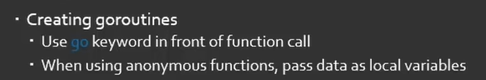 · Creating goroutines
· Use go keyword in front of function call
· When using anonymous functions, pass data as local variables